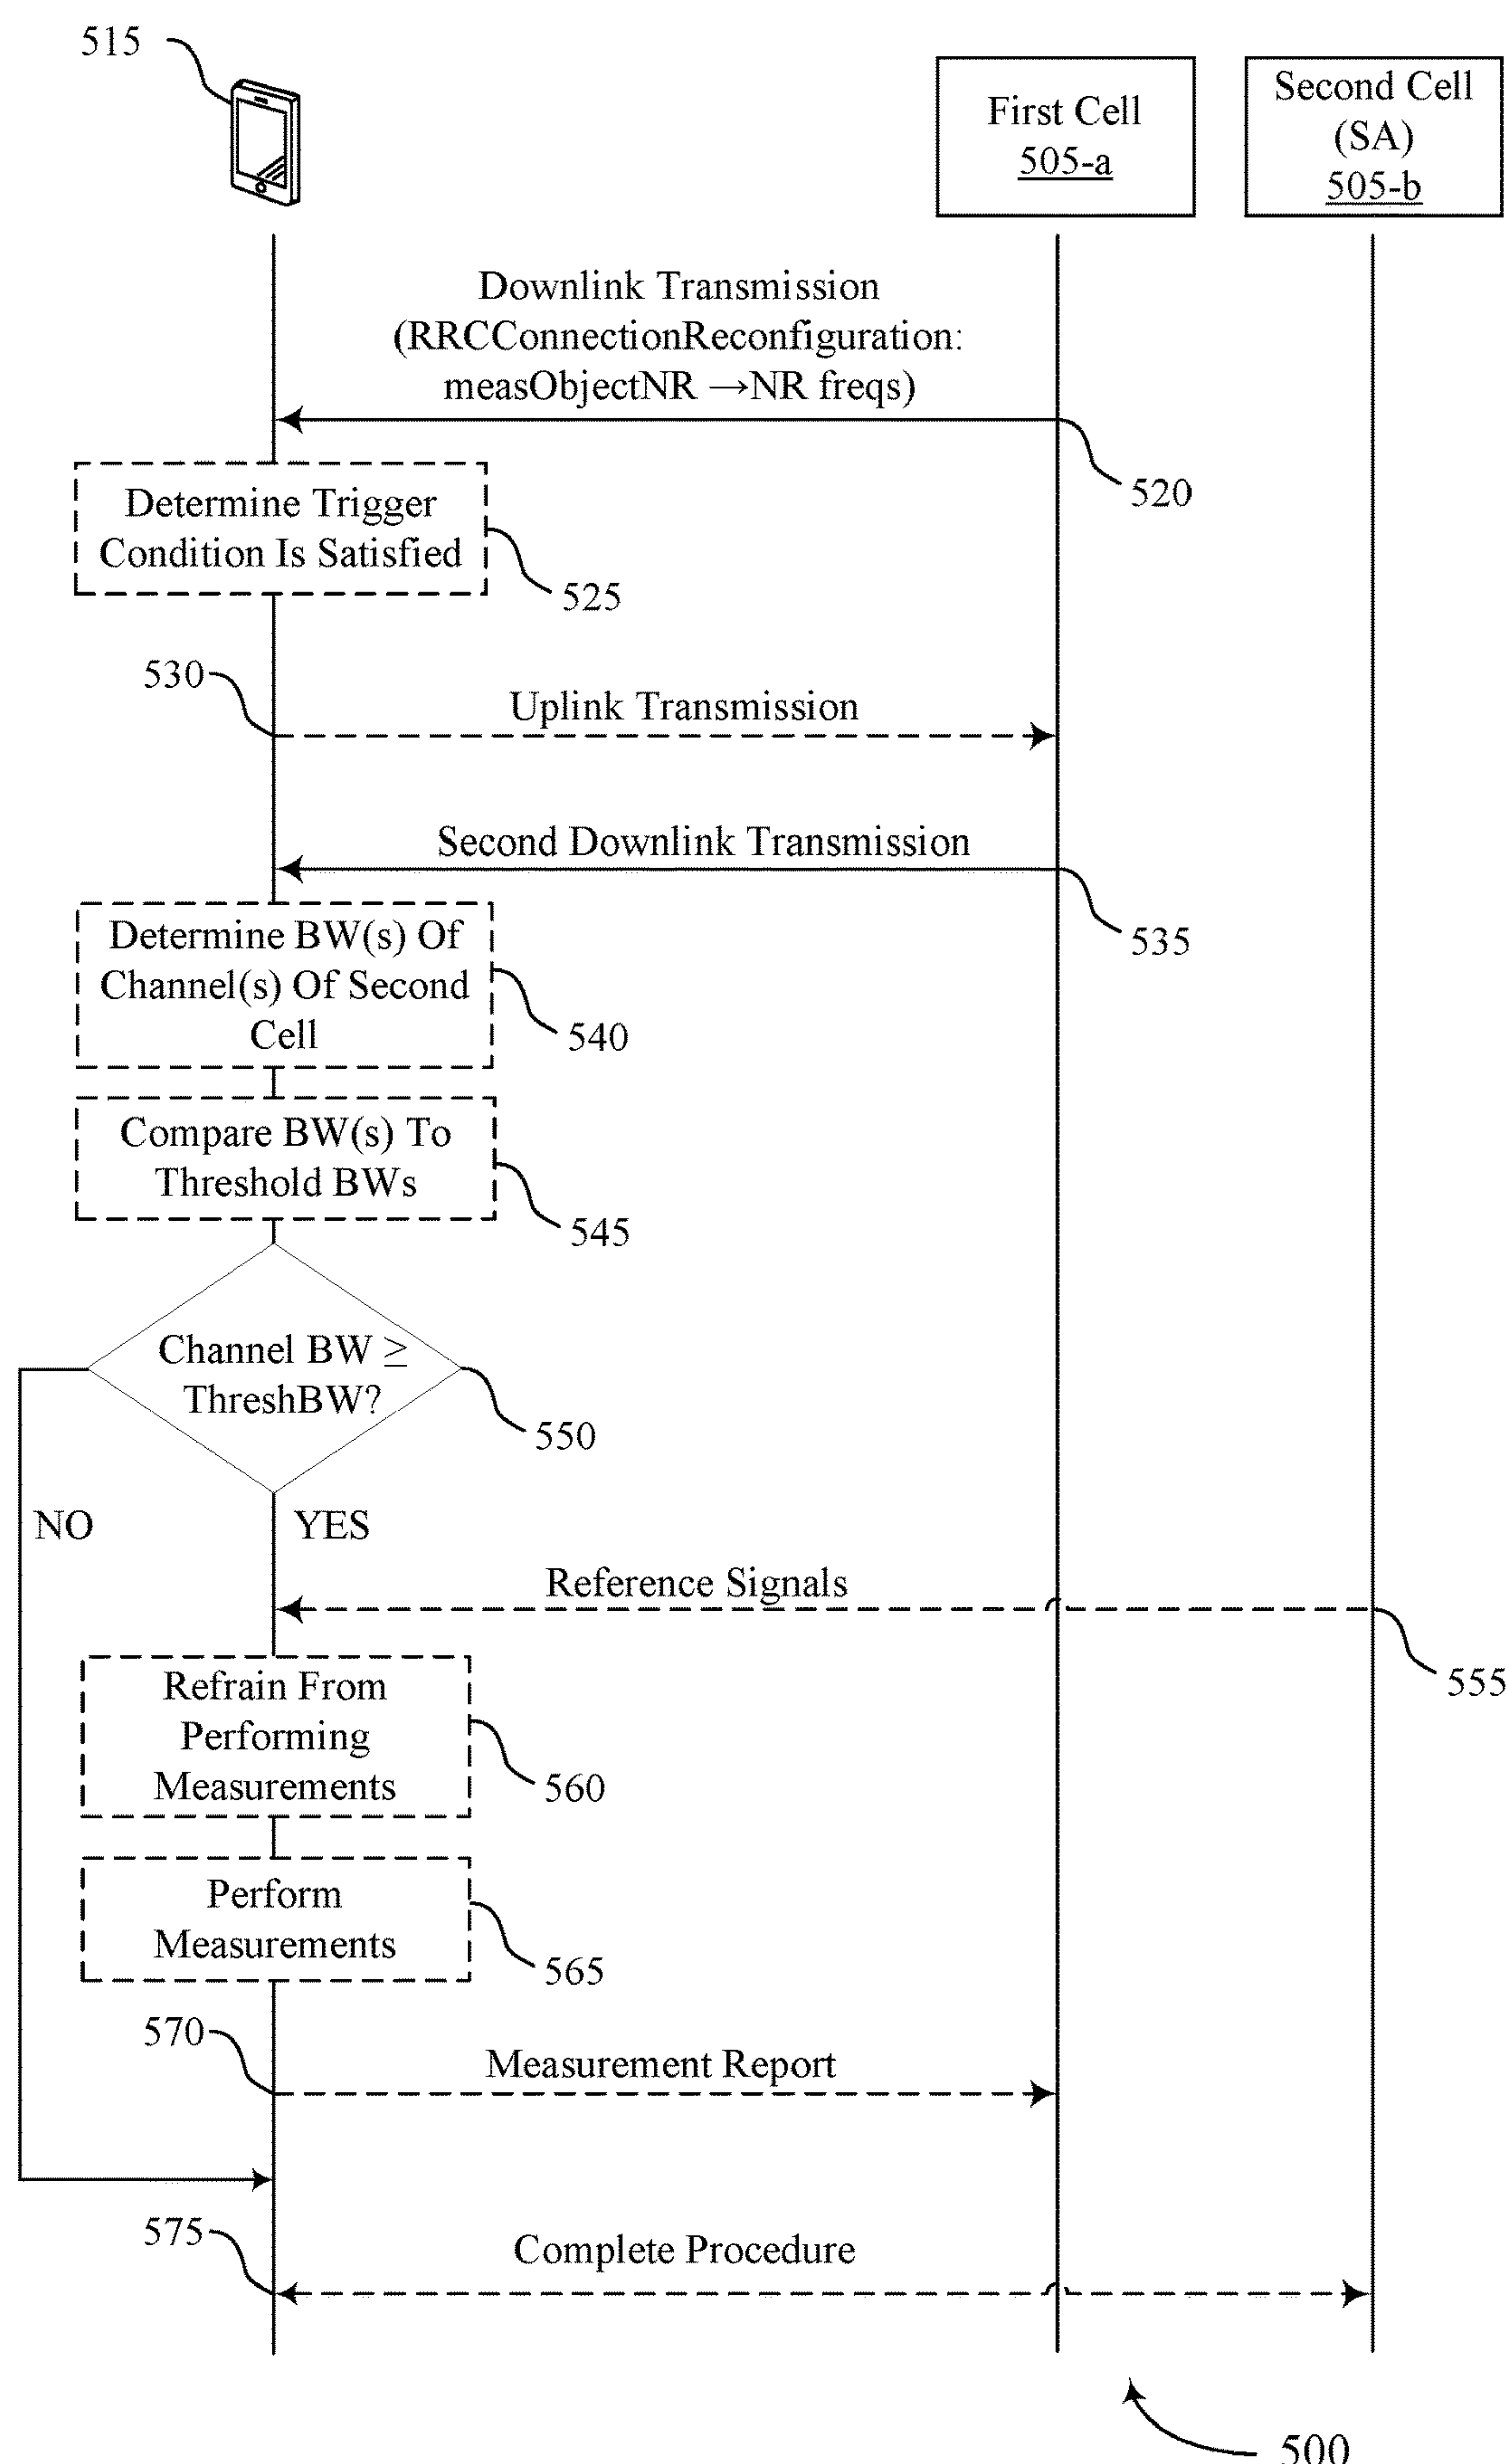 515
First Cell
505-a
Second Cell
(SA)
505-b
Downlink Transmission
(RRCConnectionReconfiguration:
measObjectNR →NR freqs)
520
Determine Trigger
Condition Is Satisfied
525
530
Uplink Transmission
Second Downlink Transmission
535
Determine BW(s) Of
Channel(s) Of Second
Cell
540
Compare BW(s) To
Threshold BWs
545
Channel BW ≥
ThreshBW?
550
NO
YES
Reference Signals
555
Refrain From
Performing
Measurements
560
Perform
Measurements
565
570
Measurement Report
575
Complete Procedure
500